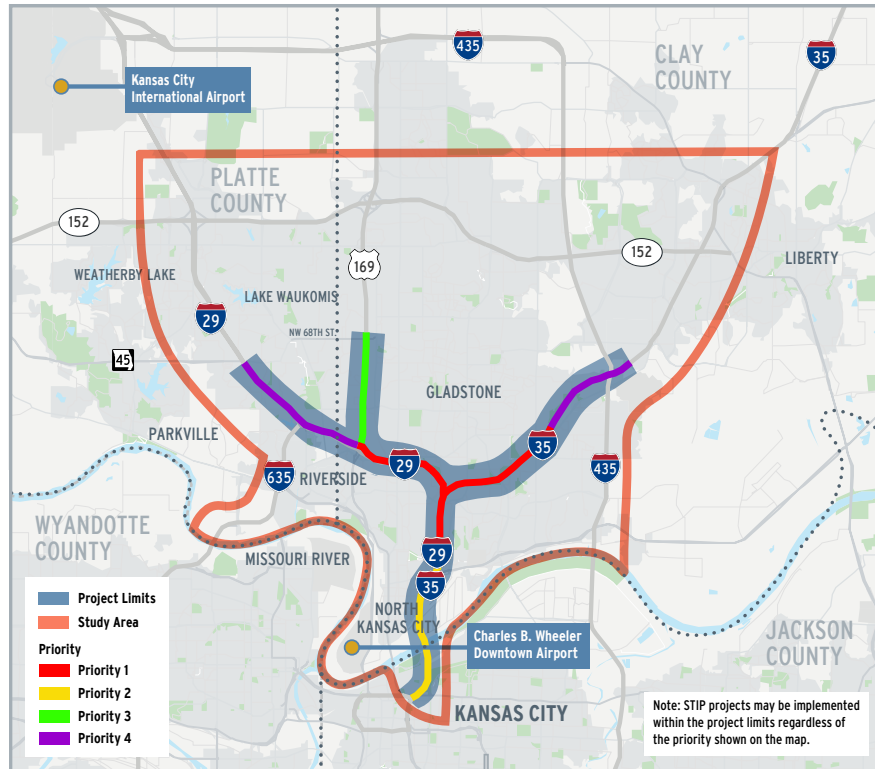 435
CLAY
COUNTY
35
Kansas City
International Airport
PLATTE
COUNTY
152
169
152
LIBERTY
WEATHERBY LAKE
LAKE WAUKOMIS
29
NW 68TH ST.
45
GLADSTONE
PARKVILLE
35
29
435
635
RIVERSIDE
WYANDOTTE
COUNTY
MISSOURI RIVER
29
35
NORTH
KANSAS CITY
Charles B. Wheeler
Downtown Airport
JACKSON
COUNTY
KANSAS CITY
Project Limits
Study Area
Priority
Priority 1
Priority 2
Priority 3
Priority 4
Note: STIP projects may be implemented
within the project limits regardless of
the priority shown on the map.